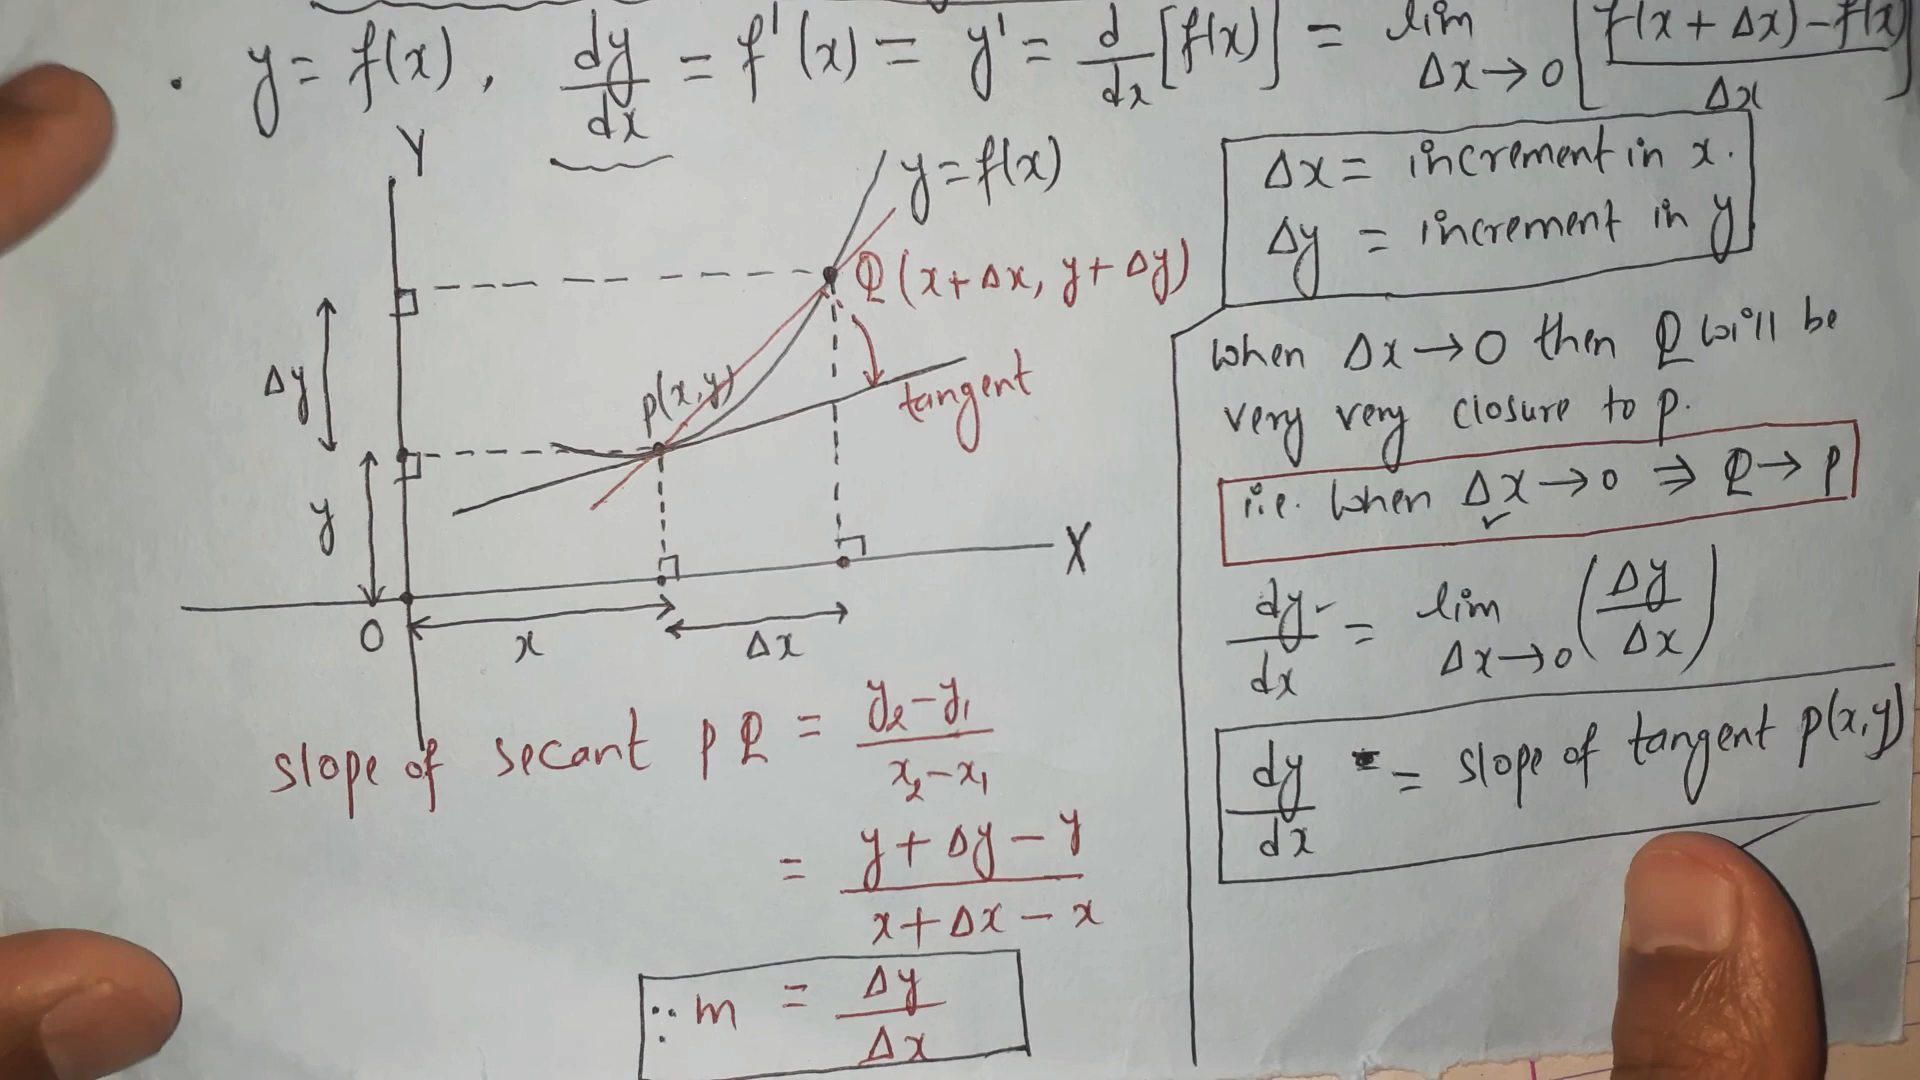 . y = f(x), dy/dx = f'(x) = y' = d/dx [f(x)] = lim Δx→0 [f(x + Δx) − f(x) / Δx]
Y
y = f(x)
Q (x + Δx, y + Δy)
Δy
p(x, y)
tangent
y
X
O
x
Δx
slope of secant PQ = y₂ − y₁ / x₂ − x₁
= y + Δy − y / x + Δx − x
∴ m = Δy / Δx
Δx = increment in x.
Δy = increment in y
when Δx → 0 then Q will be
very very closure to p.
i.e. when Δx → 0 ⇒ Q → p
dy/dx = lim Δx→0 (Δy / Δx)
dy/dx = slope of tangent p(x, y)